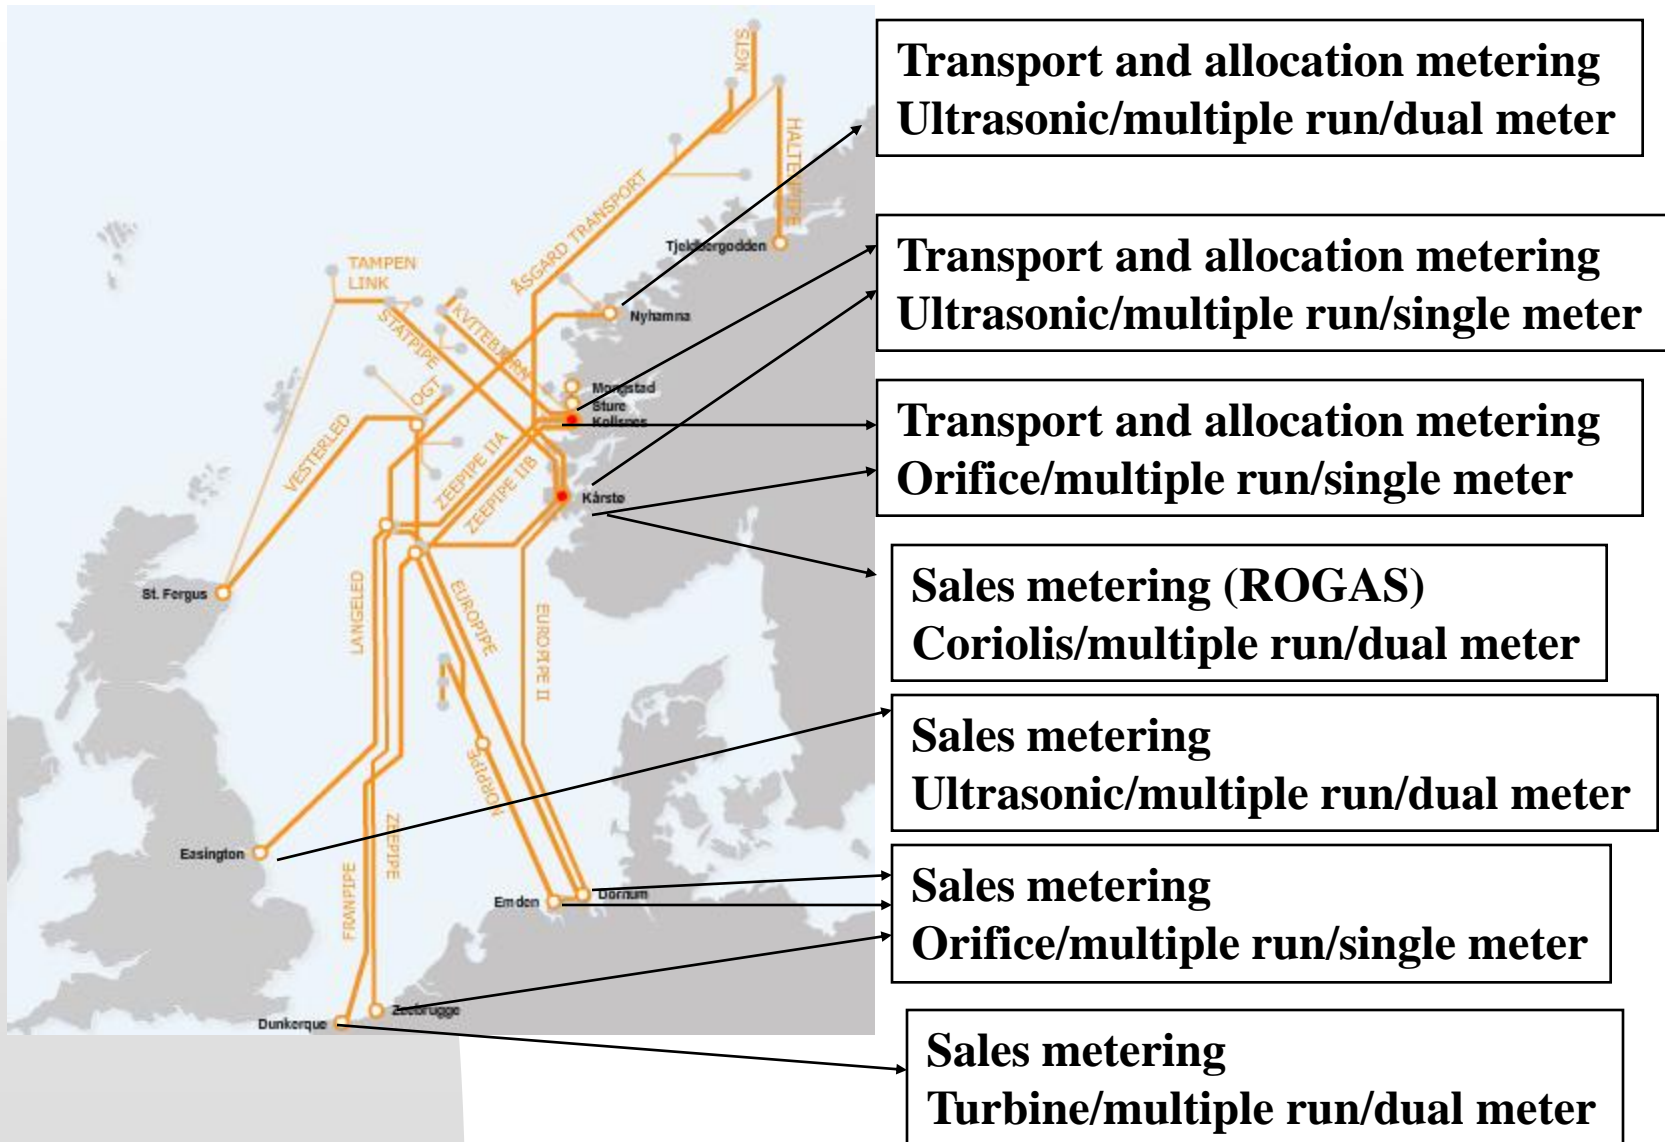 NGTS
HALTENPIPE
ÅSGARD TRANSPORT
Tjeldbergodden
TAMPEN
LINK
STATPIPE
KVITEBJØRN
Nyhamna
Mongstad
Sture
Kollsnes
OGT
VESTERLED
ZEEPIPE IIA
ZEEPIPE IIB
Kårstø
St. Fergus
LANGELED
EUROPIPE
EUROPIPE II
NORPIPE
Easington
ZEEPIPE
FRANPIPE
Emden
Dornum
Zeebrugge
Dunkerque
Transport and allocation metering
Ultrasonic/multiple run/dual meter
Transport and allocation metering
Ultrasonic/multiple run/single meter
Transport and allocation metering
Orifice/multiple run/single meter
Sales metering (ROGAS)
Coriolis/multiple run/dual meter
Sales metering
Ultrasonic/multiple run/dual meter
Sales metering
Orifice/multiple run/single meter
Sales metering
Turbine/multiple run/dual meter